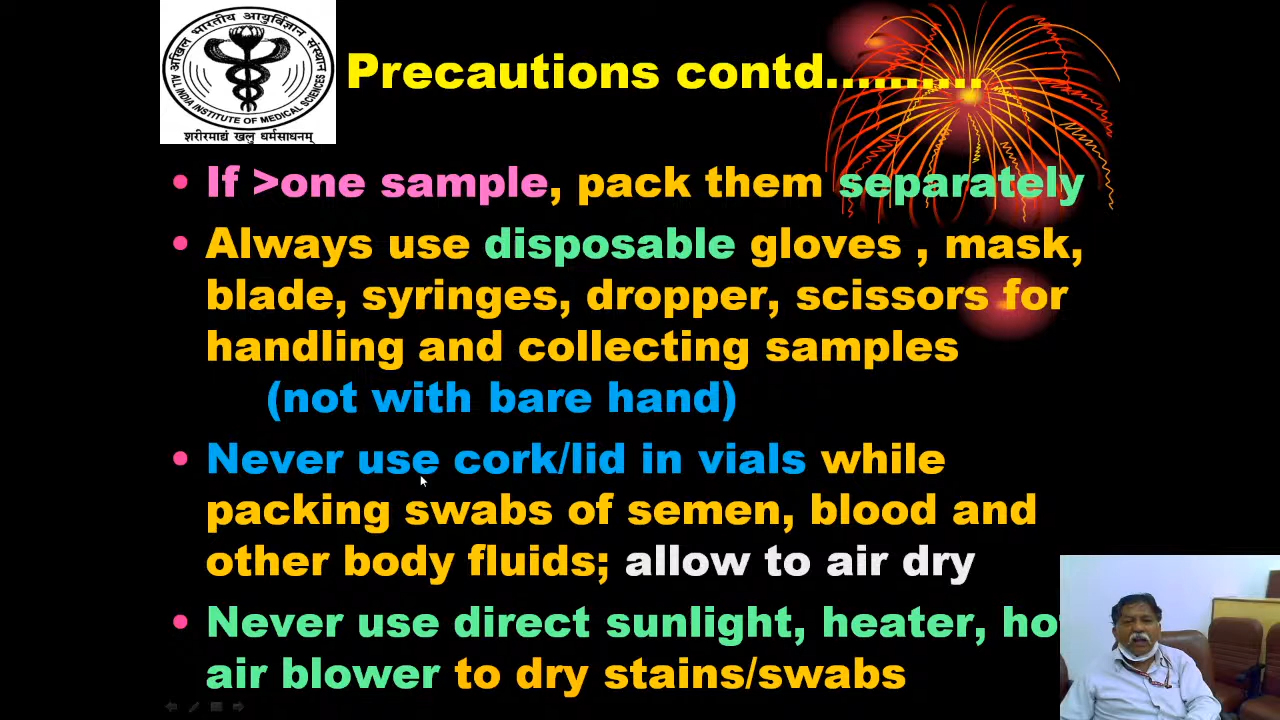 अखिल भारतीय आयुर्विज्ञान संस्थान
ALL INDIA INSTITUTE OF MEDICAL SCIENCES
शरीरमाद्यं खलु धर्मसाधनम्
Precautions contd..........
• If >one sample, pack them separately
• Always use disposable gloves , mask,
blade, syringes, dropper, scissors for
handling and collecting samples
(not with bare hand)
• Never use cork/lid in vials while
packing swabs of semen, blood and
other body fluids; allow to air dry
• Never use direct sunlight, heater, ho
air blower to dry stains/swabs